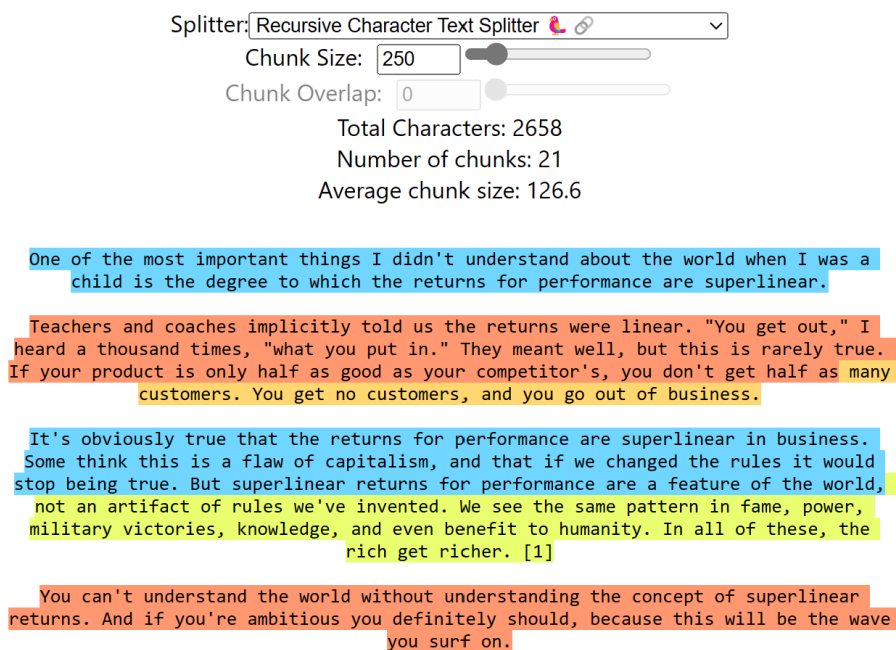 Splitter: Recursive Character Text Splitter 🦜 🔗
Chunk Size: 250
Chunk Overlap: 0
Total Characters: 2658
Number of chunks: 21
Average chunk size: 126.6
One of the most important things I didn't understand about the world when I was a
child is the degree to which the returns for performance are superlinear.
Teachers and coaches implicitly told us the returns were linear. "You get out," I
heard a thousand times, "what you put in." They meant well, but this is rarely true.
If your product is only half as good as your competitor's, you don't get half as many
customers. You get no customers, and you go out of business.
It's obviously true that the returns for performance are superlinear in business.
Some think this is a flaw of capitalism, and that if we changed the rules it would
stop being true. But superlinear returns for performance are a feature of the world,
not an artifact of rules we've invented. We see the same pattern in fame, power,
military victories, knowledge, and even benefit to humanity. In all of these, the
rich get richer. [1]
You can't understand the world without understanding the concept of superlinear
returns. And if you're ambitious you definitely should, because this will be the wave
you surf on.